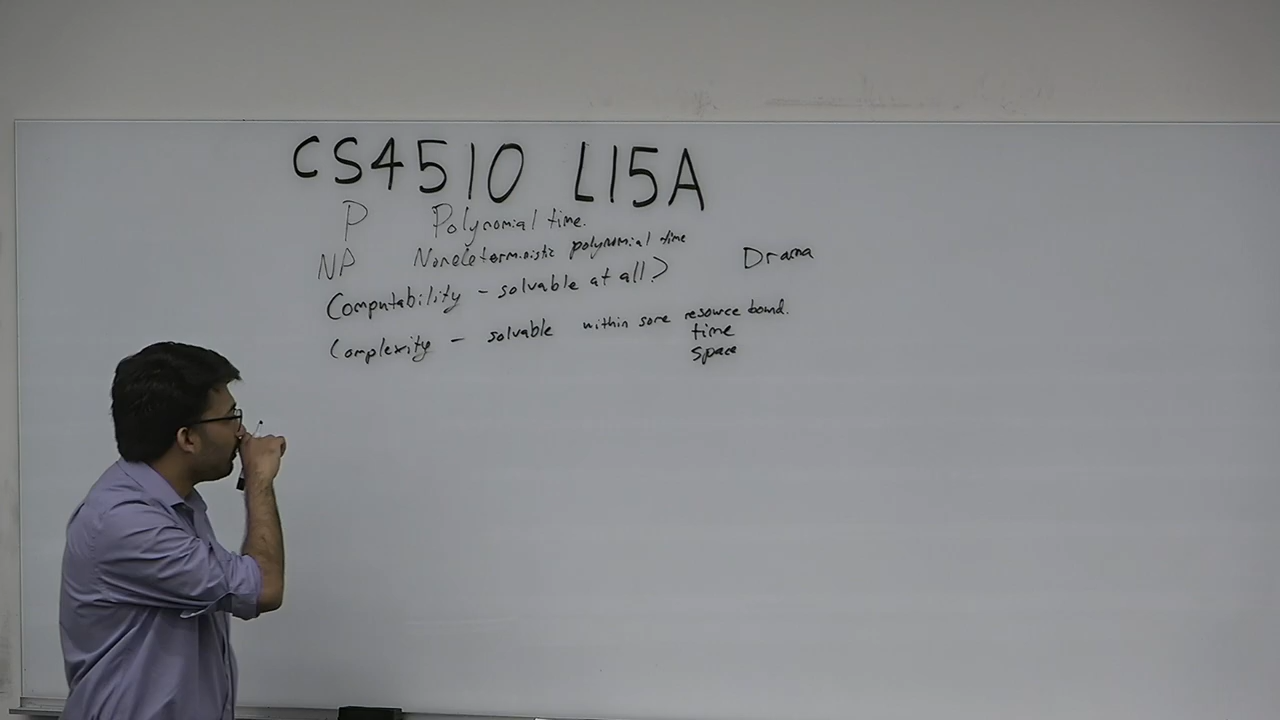 CS4510 L15A
P Polynomial time.
NP Nondeterministic polynomial time
Drama
Computability - solvable at all?
Complexity - solvable within some resource bound.
time
space